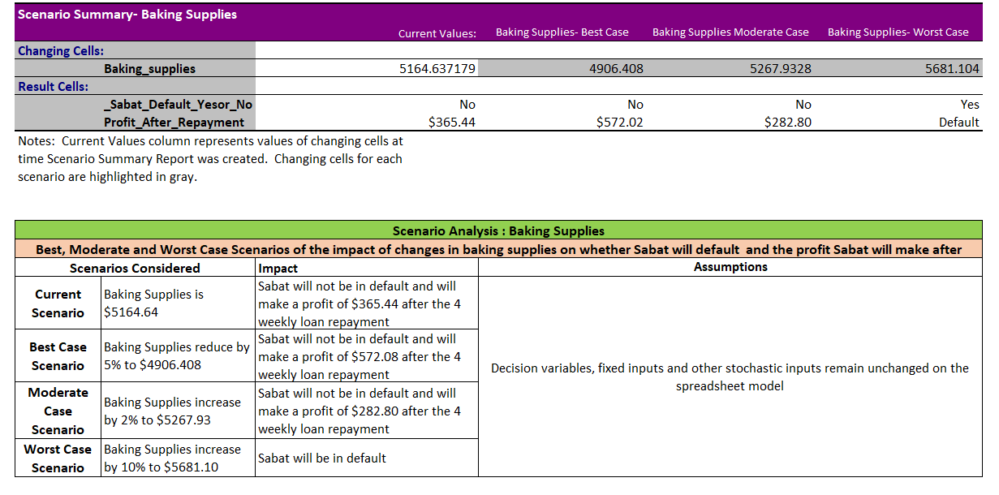 Scenario Summary- Baking Supplies
Current Values: Baking Supplies- Best Case Baking Supplies Moderate Case Baking Supplies- Worst Case
Changing Cells:
Baking_supplies 5164.637179 4906.408 5267.9328 5681.104
Result Cells:
_Sabat_Default_Yesor_No No No No Yes
Profit_After_Repayment $365.44 $572.02 $282.80 Default
Notes: Current Values column represents values of changing cells at
time Scenario Summary Report was created. Changing cells for each
scenario are highlighted in gray.
Scenario Analysis : Baking Supplies
Best, Moderate and Worst Case Scenarios of the impact of changes in baking supplies on whether Sabat will default and the profit Sabat will make after
Scenarios Considered Impact Assumptions
Current
Scenario
Baking Supplies is
$5164.64
Sabat will not be in default and will
make a profit of $365.44 after the 4
weekly loan repayment
Best Case
Scenario
Baking Supplies reduce by
5% to $4906.408
Sabat will not be in default and will
make a profit of $572.08 after the 4
weekly loan repayment
Moderate
Case
Scenario
Baking Supplies increase
by 2% to $5267.93
Sabat will not be in default and will
make a profit of $282.80 after the 4
weekly loan repayment
Worst Case
Scenario
Baking Supplies increase
by 10% to $5681.10
Sabat will be in default
Decision variables, fixed inputs and other stochastic inputs remain unchanged on the
spreadsheet model